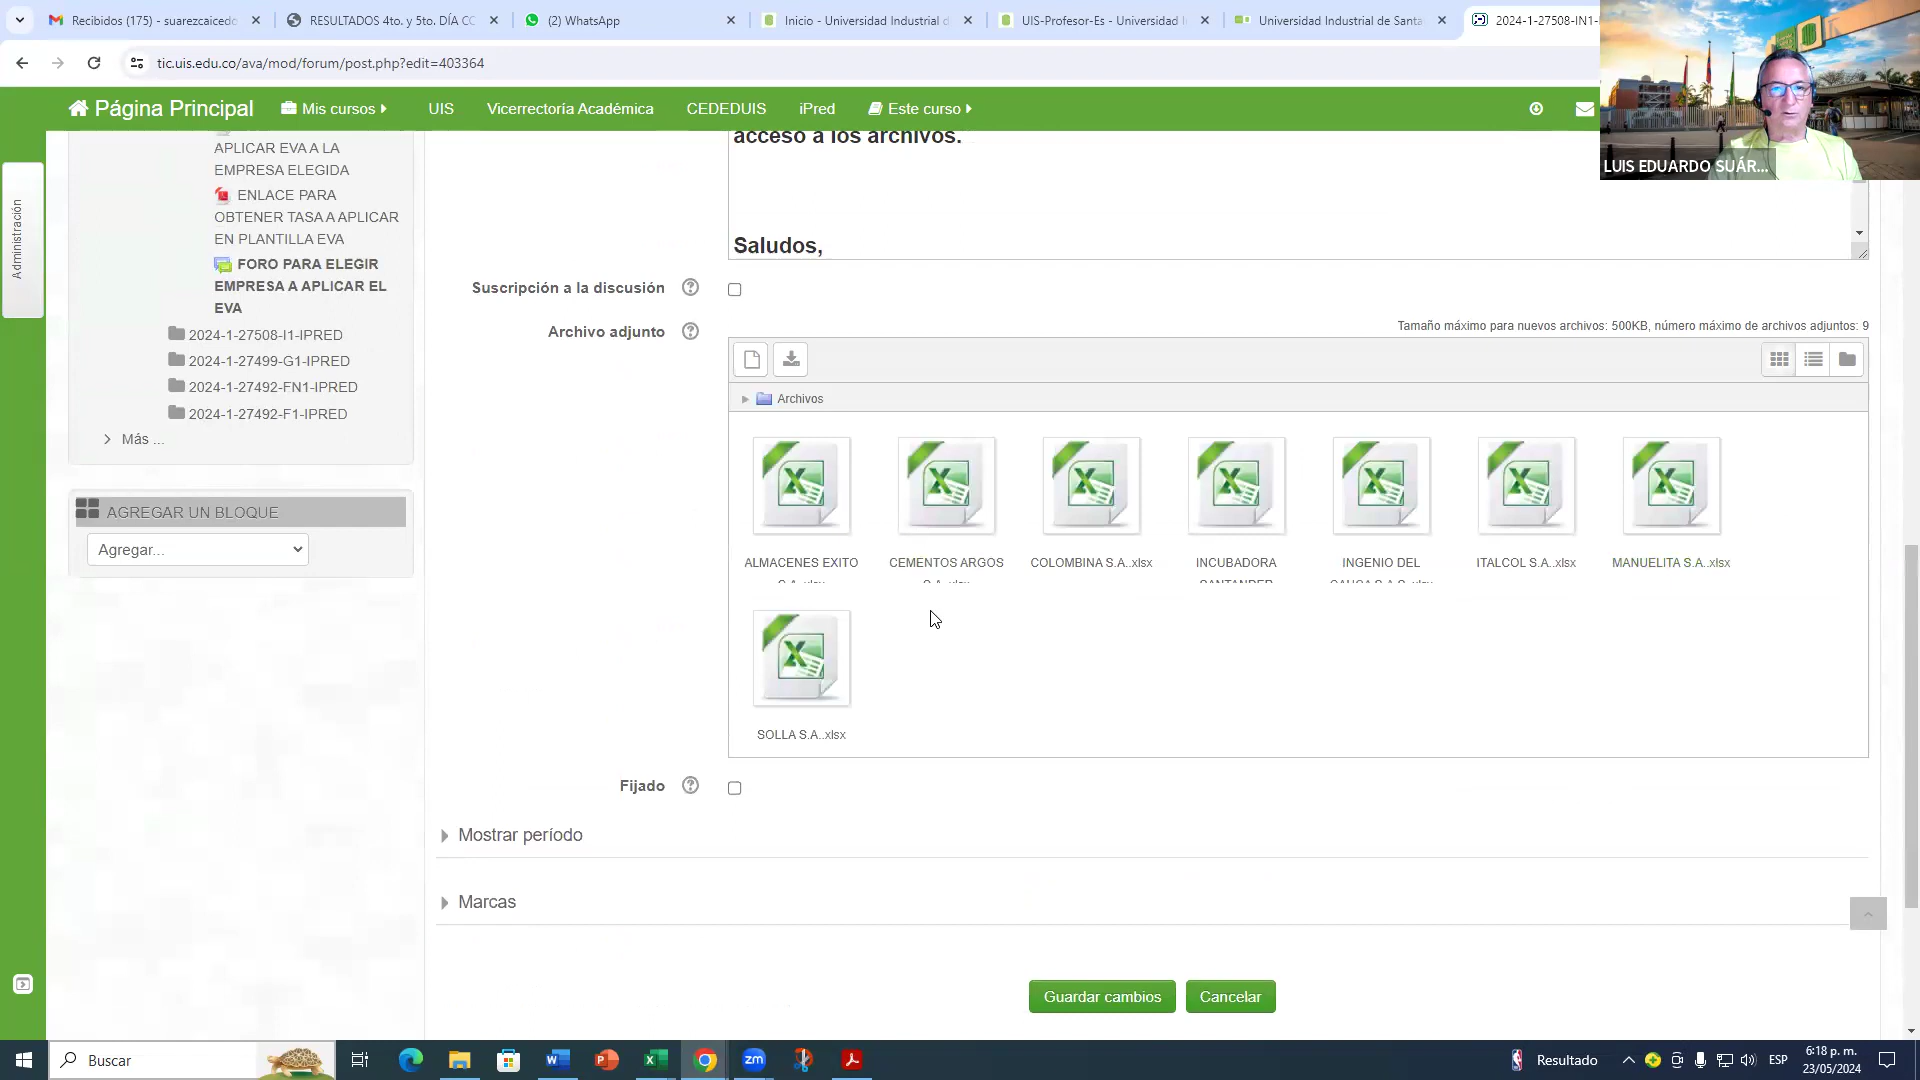 Recibidos (175) - suarezcaicedo
RESULTADOS 4to. y 5to. DÍA CC
(2) WhatsApp
Inicio - Universidad Industrial d
UIS-Profesor-Es - Universidad I
Universidad Industrial de Santa
2024-1-27508-IN1-
tic.uis.edu.co/ava/mod/forum/post.php?edit=403364
Página Principal
Mis cursos
UIS
Vicerrectoría Académica
CEDEDUIS
iPred
Este curso
LUIS EDUARDO SUÁR...
Administración
APLICAR EVA A LA
EMPRESA ELEGIDA
ENLACE PARA
OBTENER TASA A APLICAR
EN PLANTILLA EVA
FORO PARA ELEGIR
EMPRESA A APLICAR EL
EVA
2024-1-27508-I1-IPRED
2024-1-27499-G1-IPRED
2024-1-27492-FN1-IPRED
2024-1-27492-F1-IPRED
Más ...
AGREGAR UN BLOQUE
Agregar...
acceso a los archivos.
Saludos,
Suscripción a la discusión
Archivo adjunto
Tamaño máximo para nuevos archivos: 500KB, número máximo de archivos adjuntos: 9
Archivos
ALMACENES EXITO
S.A..xlsx
CEMENTOS ARGOS
S.A..xlsx
COLOMBINA S.A..xlsx
INCUBADORA
SANTANDER
INGENIO DEL
CAUCA S.A.S..xlsx
ITALCOL S.A..xlsx
MANUELITA S.A..xlsx
SOLLA S.A..xlsx
Fijado
Mostrar período
Marcas
Guardar cambios
Cancelar
Buscar
Resultado
ESP
6:18 p. m.
23/05/2024